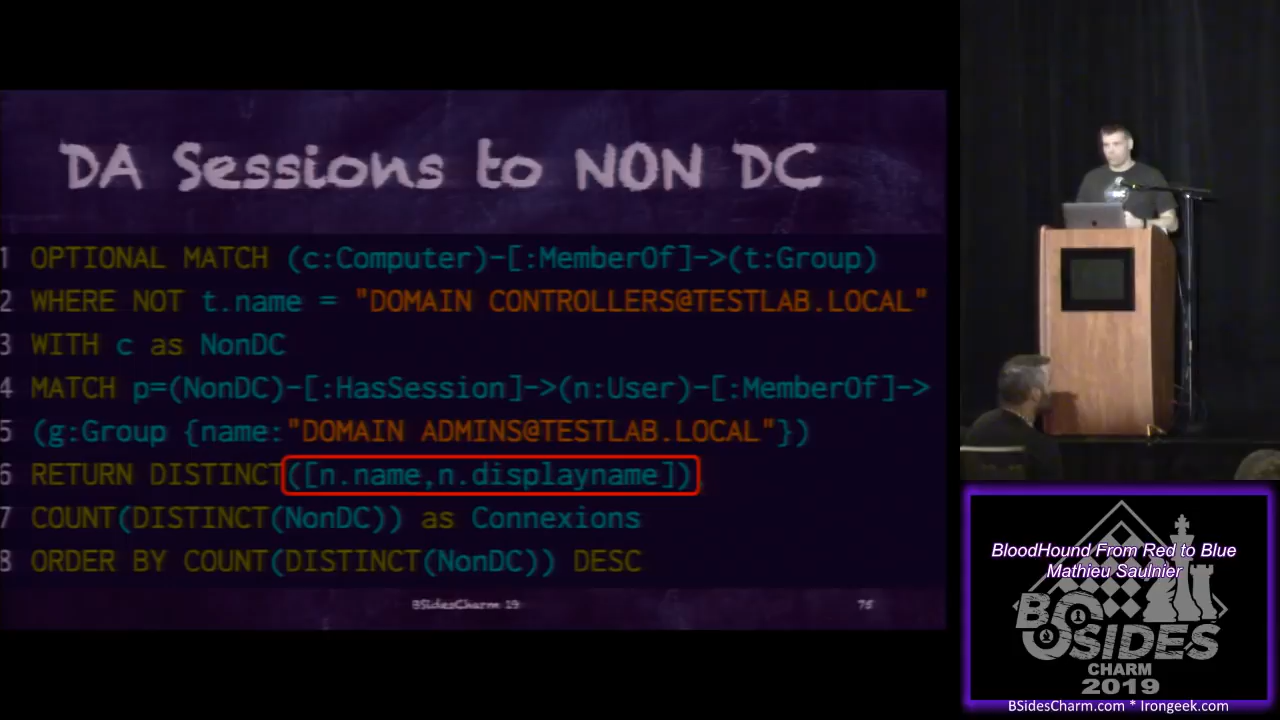 DA Sessions to NON DC
1 OPTIONAL MATCH (c:Computer)-[:MemberOf]->(t:Group)
2 WHERE NOT t.name = "DOMAIN CONTROLLERS@TESTLAB.LOCAL"
3 WITH c as NonDC
4 MATCH p=(NonDC)-[:HasSession]->(n:User)-[:MemberOf]->
5 (g:Group {name:"DOMAIN ADMINS@TESTLAB.LOCAL"})
6 RETURN DISTINCT([n.name,n.displayname]),
7 COUNT(DISTINCT(NonDC)) as Connexions
8 ORDER BY COUNT(DISTINCT(NonDC)) DESC
BSidesCharm 19
76
BloodHound From Red to Blue
Mathieu Saulnier
BSIDES
CHARM
2019
BSidesCharm.com * Irongeek.com